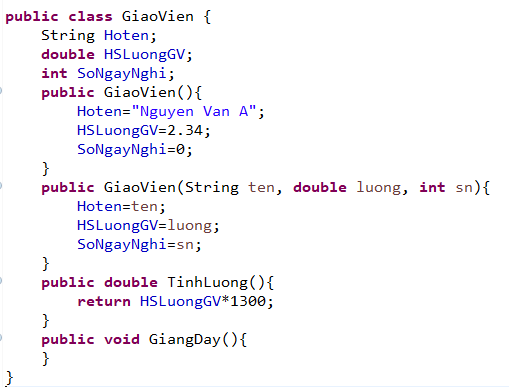 public class GiaoVien {
    String Hoten;
    double HSLuongGV;
    int SoNgayNghi;
    public GiaoVien(){
        Hoten="Nguyen Van A";
        HSLuongGV=2.34;
        SoNgayNghi=0;
    }
    public GiaoVien(String ten, double luong, int sn){
        Hoten=ten;
        HSLuongGV=luong;
        SoNgayNghi=sn;
    }
    public double TinhLuong(){
        return HSLuongGV*1300;
    }
    public void GiangDay(){
    }
}